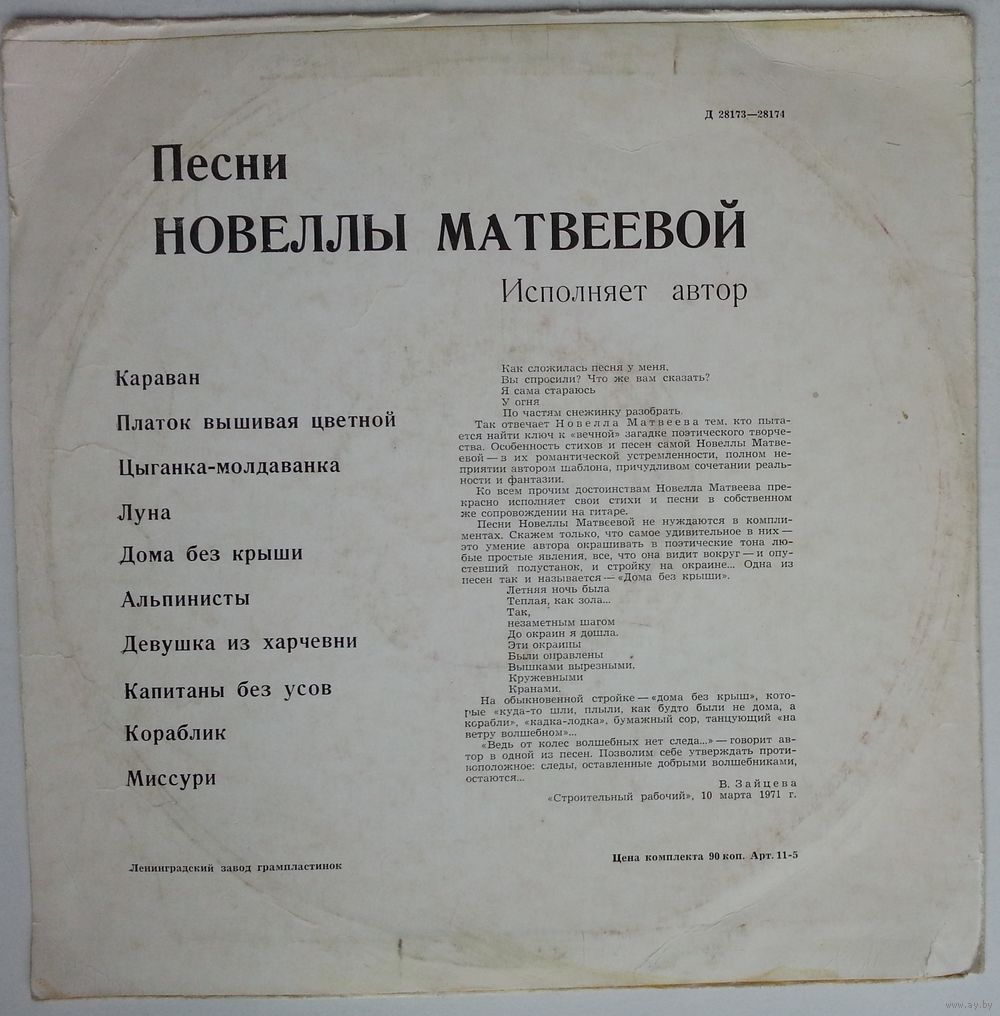 Д 28173—28174
Песни
НОВЕЛЛЫ МАТВЕЕВОЙ
Исполняет автор
Караван
Платок вышивая цветной
Цыганка-молдаванка
Луна
Дома без крыши
Альпинисты
Девушка из харчевни
Капитаны без усов
Кораблик
Миссури
Как сложилась песня у меня,
Вы спросили? Что же вам сказать?
Я сама стараюсь
У огня
По частям снежинку разобрать.
Так отвечает Новелла Матвеева тем, кто пыта-
ется найти ключ к «вечной» загадке поэтического творче-
ства. Особенность стихов и песен самой Новеллы Матве-
евой — в их романтической устремленности, полном не-
приятии автором шаблона, причудливом сочетании реаль-
ности и фантазии.
Ко всем прочим достоинствам Новелла Матвеева пре-
красно исполняет свои стихи и песни в собственном
же сопровождении на гитаре.
Песни Новеллы Матвеевой не нуждаются в компли-
ментах. Скажем только, что самое удивительное в них —
это умение автора окрашивать в поэтические тона лю-
бые простые явления, все, что она видит вокруг — и опу-
стевший полустанок, и стройку на окраине... Одна из
песен так и называется — «Дома без крыши».
Летняя ночь была
Теплая, как зола...
Так,
незаметным шагом
До окраин я дошла.
Эти окраины
Были оправлены
Вышками вырезными,
Кружевными
Кранами.
На обыкновенной стройке — «дома без крыш», кото-
рые «куда-то шли, плыли, как будто были не дома, а
корабли», «кадка-лодка», бумажный сор, танцующий «на
ветру волшебном»...
«Ведь от колес волшебных нет следа...» — говорит ав-
тор в одной из песен. Позволим себе утверждать проти-
воположное: следы, оставленные добрыми волшебниками,
остаются...
В. Зайцева
«Строительный рабочий», 10 марта 1971 г.
Ленинградский завод грампластинок
Цена комплекта 90 коп. Арт. 11-5
www.ay.by